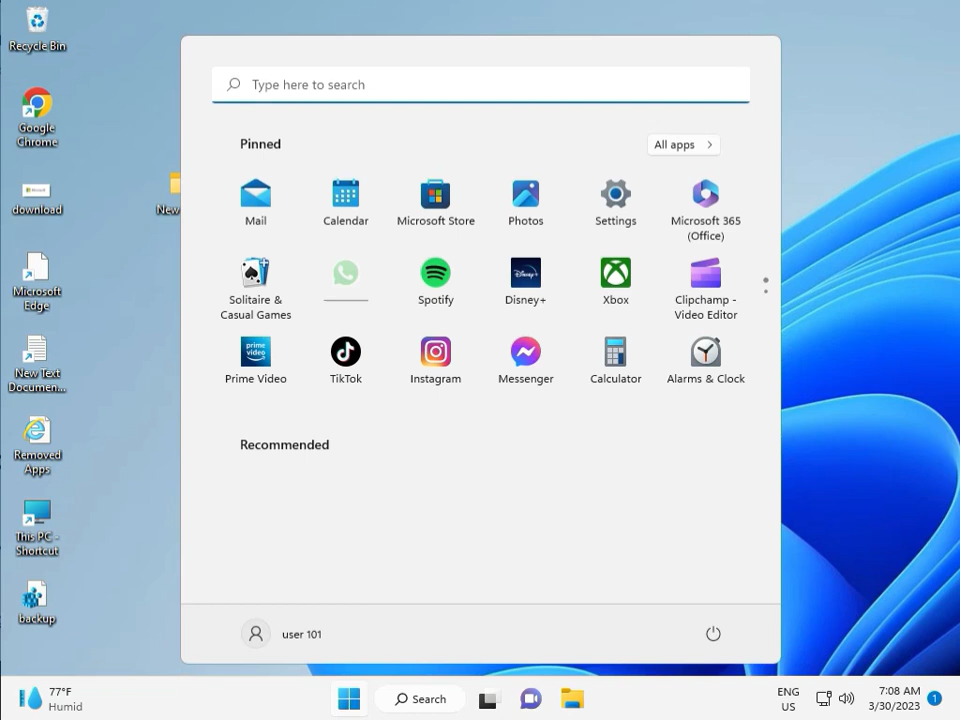 Recycle Bin
Google
Chrome
download
Microsoft
Edge
New Text
Documen...
Removed
Apps
This PC -
Shortcut
backup
New
Type here to search
Pinned
All apps
Mail
Calendar
Microsoft Store
Photos
Settings
Microsoft 365
(Office)
Solitaire &
Casual Games
Spotify
Disney+
Disney+
Xbox
Clipchamp -
Video Editor
prime
video
Prime Video
TikTok
Instagram
Messenger
Calculator
Alarms & Clock
Recommended
user 101
77°F
Humid
Search
ENG
US
7:08 AM
3/30/2023
1